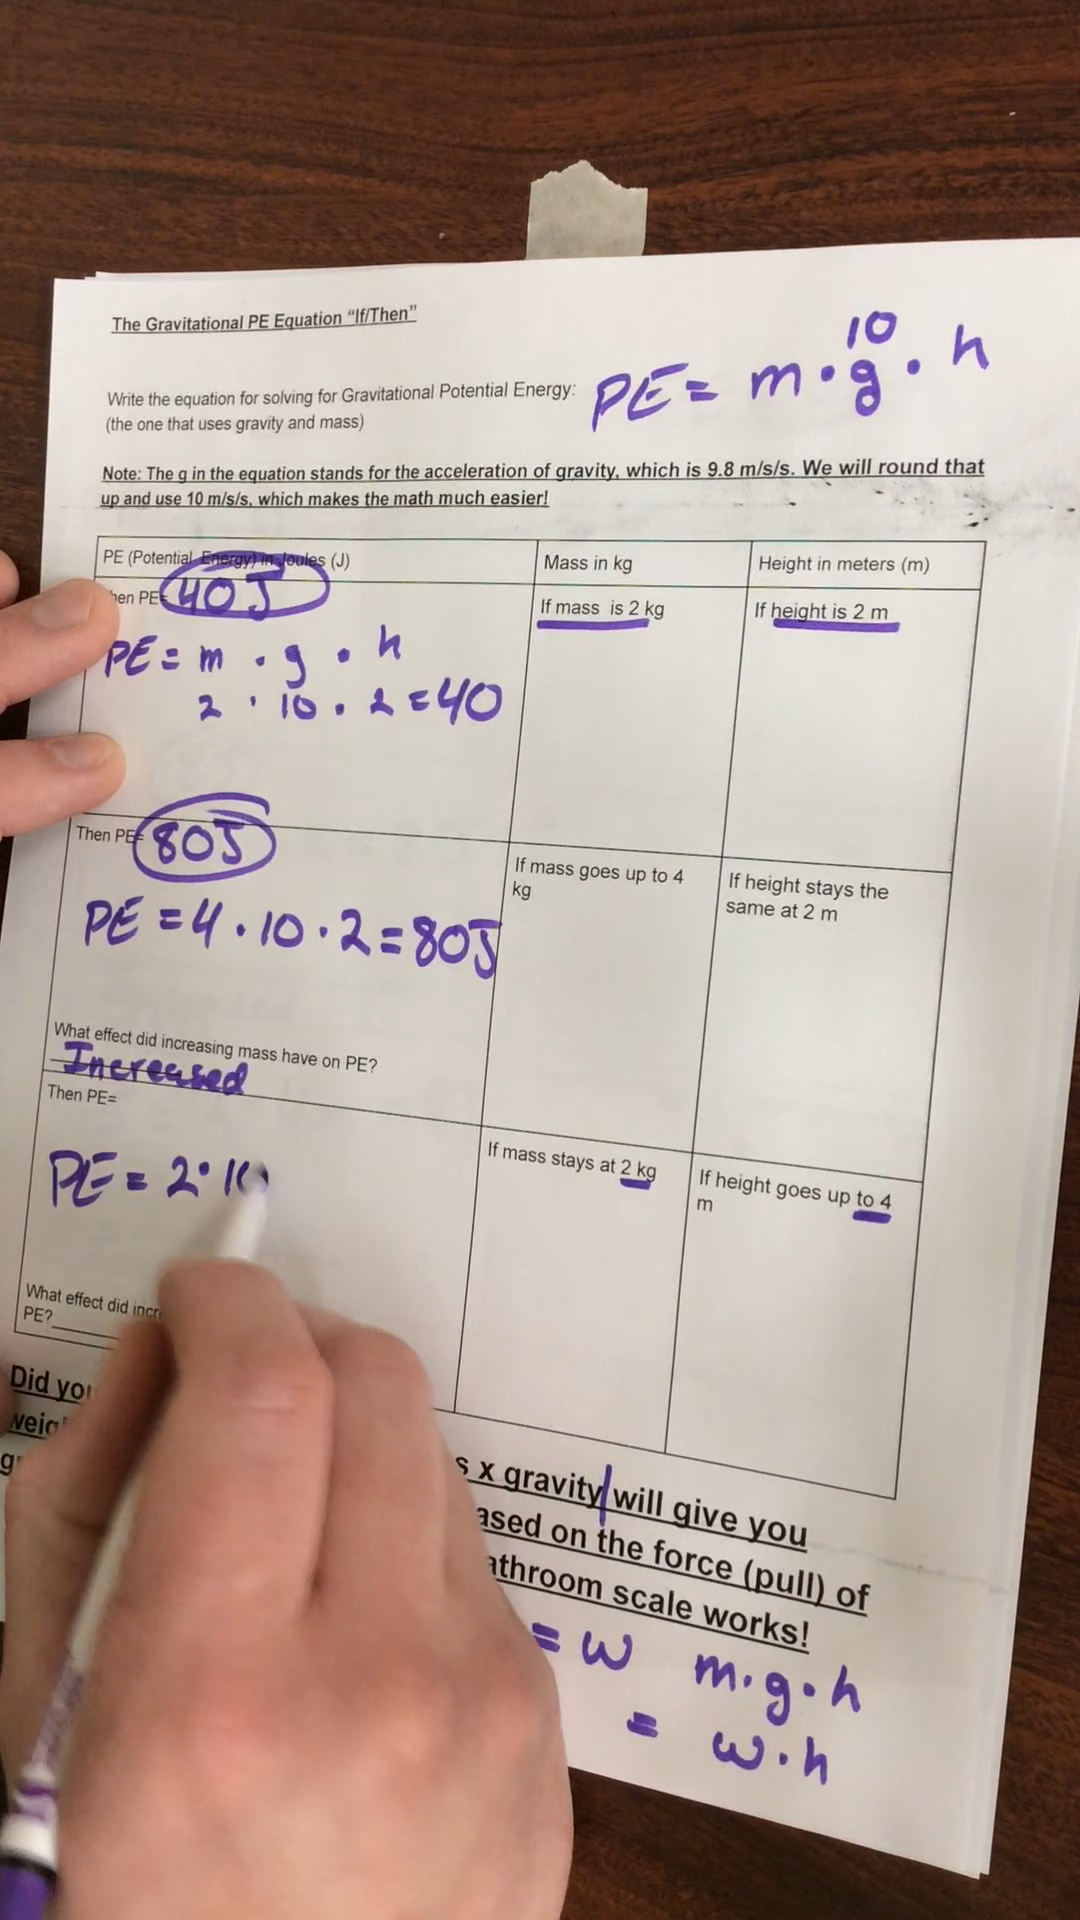 The Gravitational PE Equation “If/Then”
Write the equation for solving for Gravitational Potential Energy:
(the one that uses gravity and mass)
PE = m • g • h
10
Note: The g in the equation stands for the acceleration of gravity, which is 9.8 m/s/s. We will round that
up and use 10 m/s/s, which makes the math much easier!
PE (Potential Energy) in Joules (J)
Mass in kg
Height in meters (m)
hen PE= 40J
PE = m • g • h
2 • 10 • 2 = 40
If mass is 2 kg
If height is 2 m
Then PE= 80J
PE = 4 • 10 • 2 = 80J
What effect did increasing mass have on PE?
Increased
If mass goes up to 4
kg
If height stays the
same at 2 m
Then PE=
PE = 2 • 10
What effect did incr
PE?
If mass stays at 2 kg
If height goes up to 4
m
Did you
weig
g
s x gravity will give you
ased on the force (pull) of
athroom scale works!
= w
m•g•h
= w•h